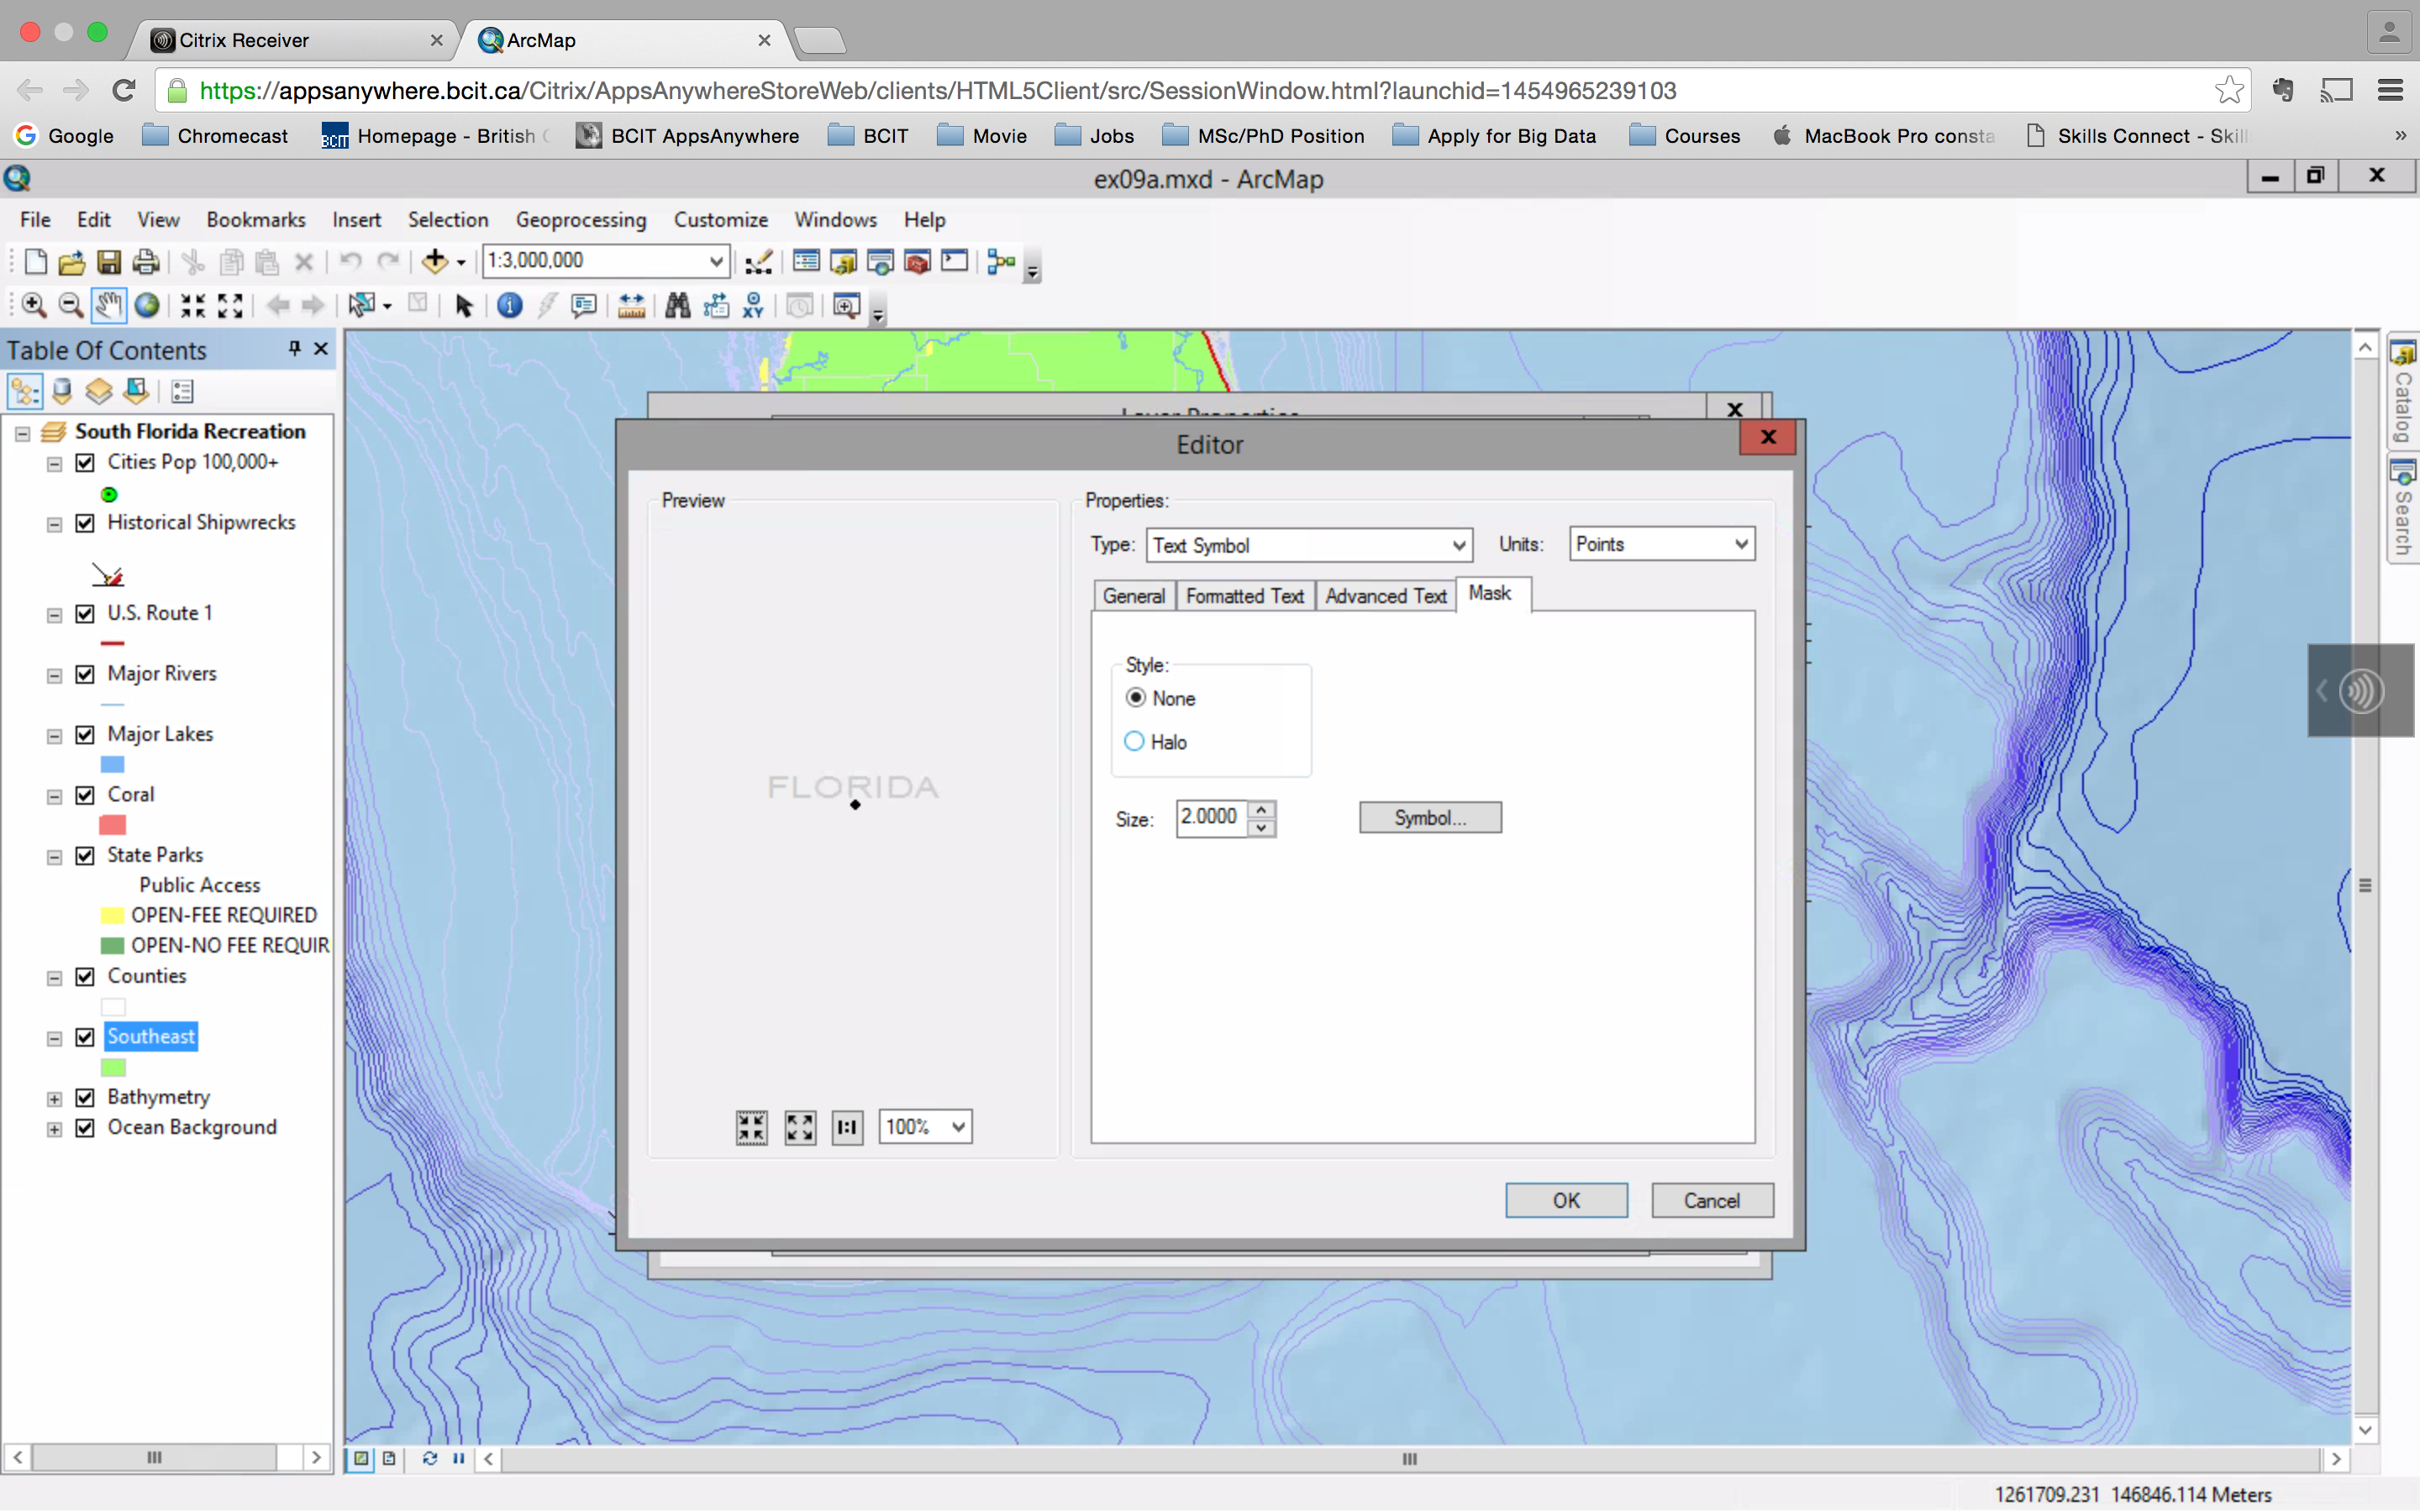 Citrix Receiver
ArcMap
https://appsanywhere.bcit.ca/Citrix/AppsAnywhereStoreWeb/clients/HTML5Client/src/SessionWindow.html?launchid=1454965239103
Google Chromecast BCIT Homepage - British BCIT AppsAnywhere BCIT Movie Jobs MSc/PhD Position Apply for Big Data Courses MacBook Pro consta Skills Connect - Skil »
ex09a.mxd - ArcMap
File Edit View Bookmarks Insert Selection Geoprocessing Customize Windows Help
1:3,000,000
XY
Table Of Contents
South Florida Recreation
Cities Pop 100,000+
Historical Shipwrecks
U.S. Route 1
Major Rivers
Major Lakes
Coral
State Parks
Public Access
OPEN-FEE REQUIRED
OPEN-NO FEE REQUIR
Counties
Southeast
Bathymetry
Ocean Background
Layer Properties
Editor
Preview
FLORIDA
1:1
100%
Properties:
Type: Text Symbol Units: Points
General Formatted Text Advanced Text Mask
Style:
None
Halo
Size: 2.0000 Symbol...
OK Cancel
Catalog
Search
1261709.231 146846.114 Meters